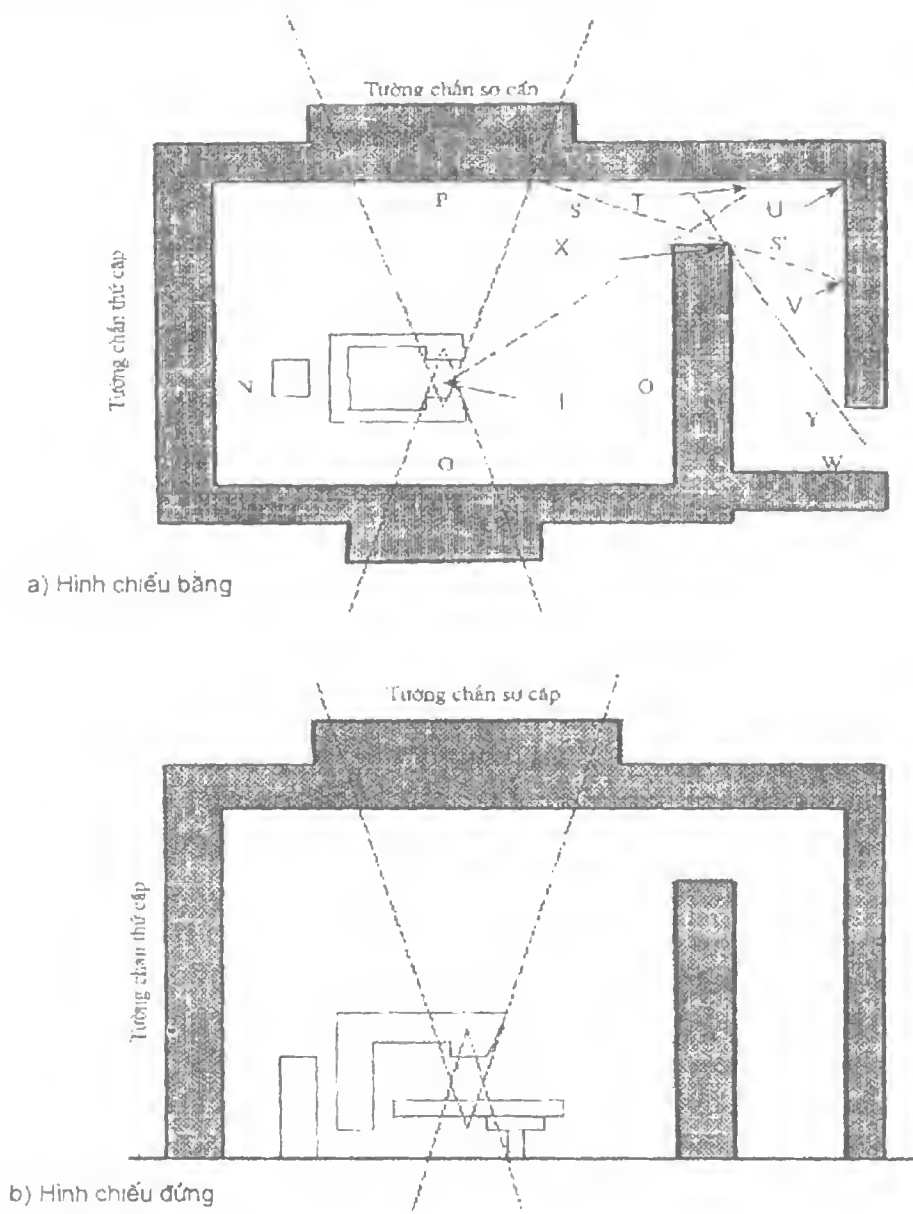 Tường chắn sơ cấp
P
S
T
U
X
S'
V
Tường chắn thứ cấp
Z
I
O
Y
W
O
a) Hình chiếu bằng
Tường chắn sơ cấp
Tường chắn thứ cấp
b) Hình chiếu đứng